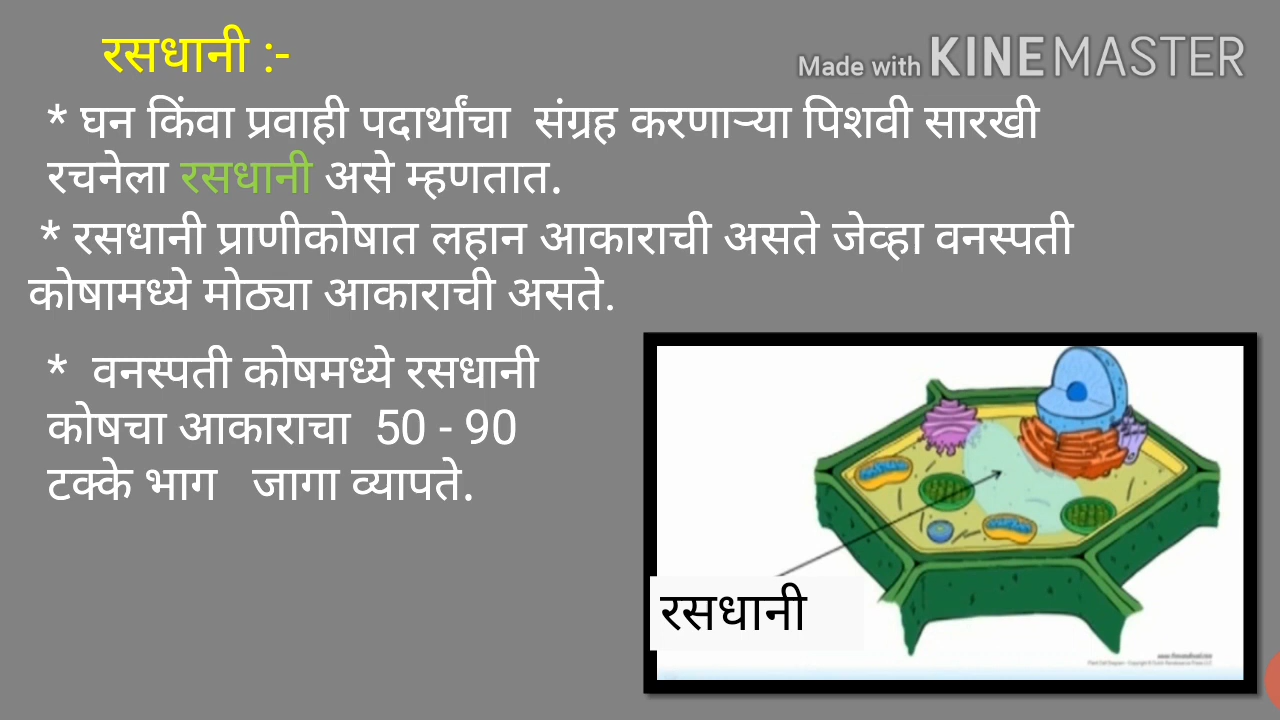 रसधानी :-
Made with KINEMASTER
* घन किंवा प्रवाही पदार्थांचा संग्रह करणाऱ्या पिशवी सारखी
रचनेला रसधानी असे म्हणतात.
* रसधानी प्राणीकोषात लहान आकाराची असते जेव्हा वनस्पती
कोषामध्ये मोठ्या आकाराची असते.
* वनस्पती कोषमध्ये रसधानी
कोषचा आकाराचा 50 - 90
टक्के भाग जागा व्यापते.
रसधानी